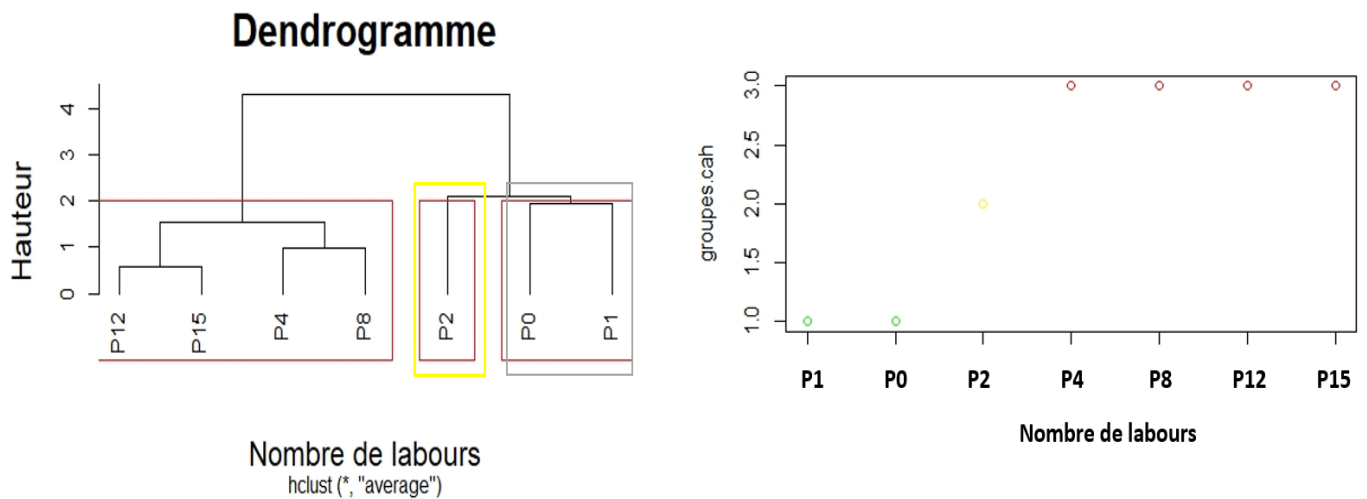 Dendrogramme
Hauteur
4
3
2
1
0
P12
P15
P4
P8
P2
P0
P1
Nombre de labours
hclust (*, "average")
groupes.cah
3.0
2.5
2.0
1.5
1.0
P1 P0 P2 P4 P8 P12 P15
Nombre de labours